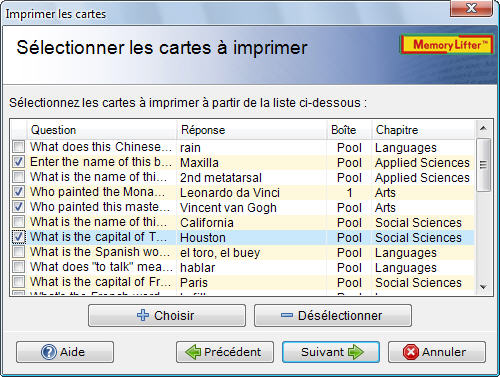 Imprimer les cartes
Sélectionner les cartes à imprimer
MemoryLifter™
Sélectionnez les cartes à imprimer à partir de la liste ci-dessous :
Question Réponse Boîte Chapitre
What does this Chinese... rain Pool Languages
Enter the name of this b... Maxilla Pool Applied Sciences
What is the name of thi... 2nd metatarsal Pool Applied Sciences
Who painted the Mona... Leonardo da Vinci 1 Arts
Who painted this maste... Vincent van Gogh Pool Arts
What is the name of thi... California Pool Social Sciences
What is the capital of T... Houston Pool Social Sciences
What is the Spanish wo... el toro, el buey Pool Languages
What does "to talk" mea... hablar Pool Languages
What is the capital of Fr... Paris Pool Social Sciences
Choisir Désélectionner
Aide Précédent Suivant Annuler